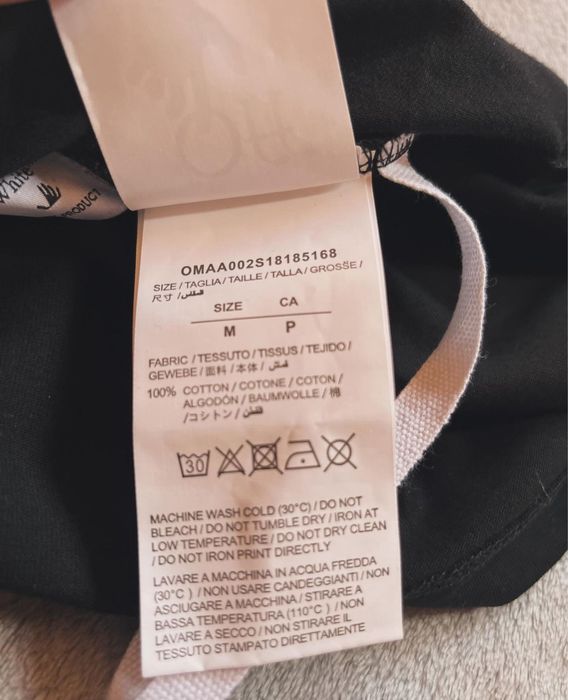 White
PRODUCT
OMAA002S18185168
SIZE / TAGLIA / TAILLE / TALLA / GROSSE /
尺寸 / قياس
SIZE CA
M P
FABRIC / TESSUTO / TISSUS / TEJIDO /
GEWEBE / 面料 / 本体 / قماش
100% COTTON / COTONE / COTON /
ALGODÓN / BAUMWOLLE / 棉
/ コットン / قطن
30
MACHINE WASH COLD (30°C) / DO NOT
BLEACH / DO NOT TUMBLE DRY / IRON AT
LOW TEMPERATURE / DO NOT DRY CLEAN
/ DO NOT IRON PRINT DIRECTLY
LAVARE A MACCHINA IN ACQUA FREDDA
(30°C ) / NON USARE CANDEGGIANTI / NON
ASCIUGARE A MACCHINA / STIRARE A
BASSA TEMPERATURA (110°C ) / NON
LAVARE A SECCO / NON STIRARE IL
TESSUTO STAMPATO DIRETTAMENTE